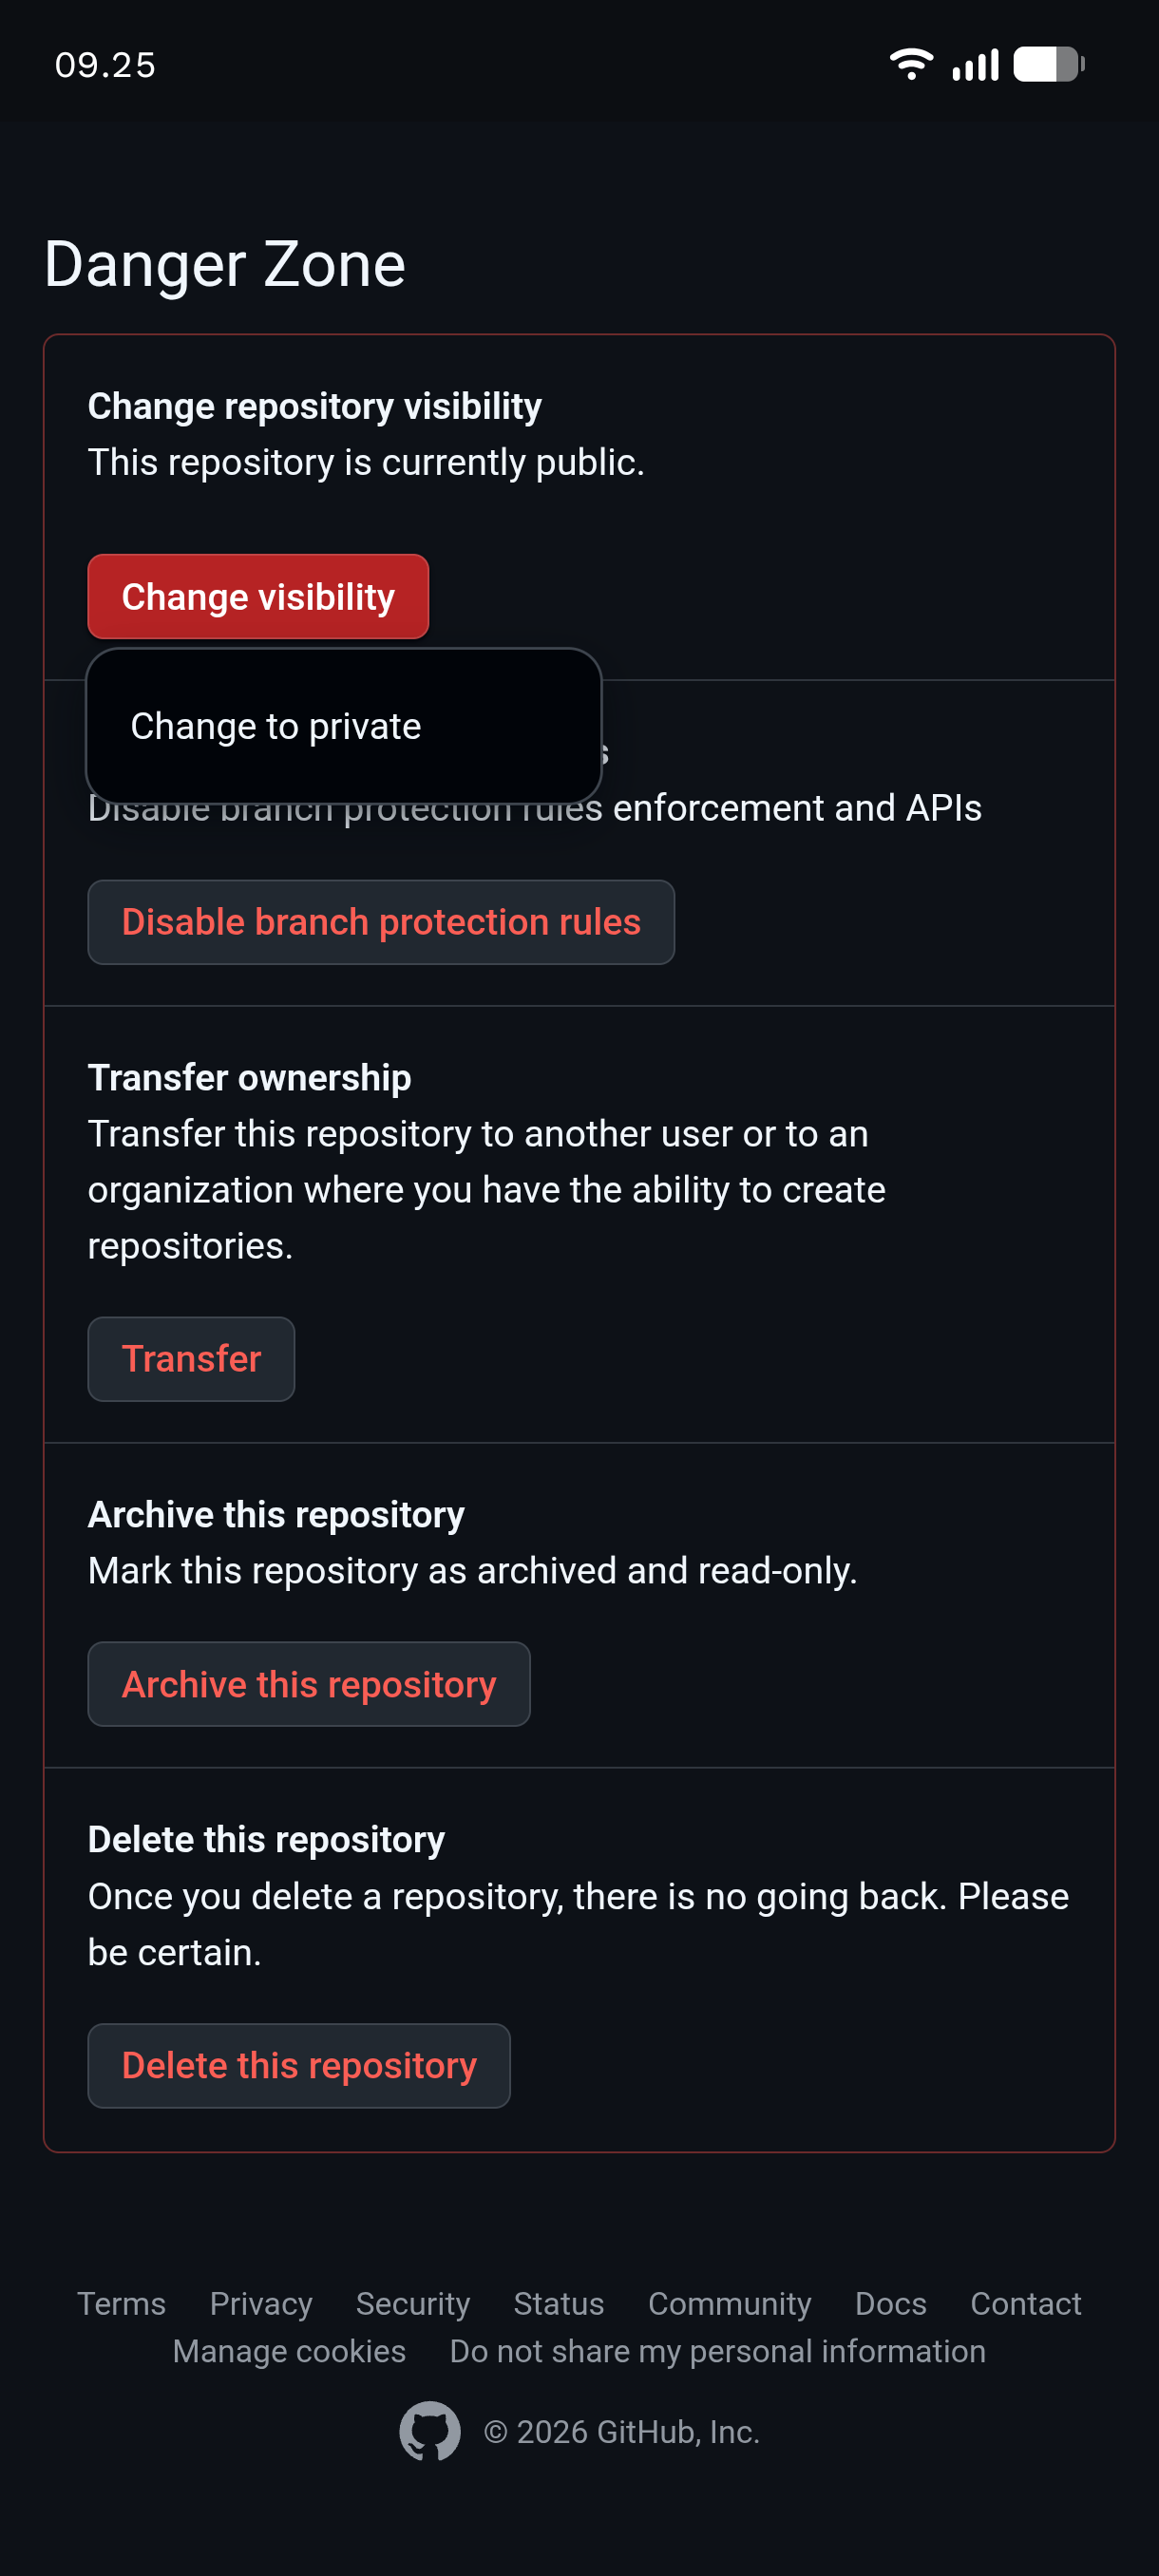 09.25
Danger Zone
Change repository visibility
This repository is currently public.
Change visibility
Change to private
Disable branch protection rules enforcement and APIs
Disable branch protection rules
Transfer ownership
Transfer this repository to another user or to an
organization where you have the ability to create
repositories.
Transfer
Archive this repository
Mark this repository as archived and read-only.
Archive this repository
Delete this repository
Once you delete a repository, there is no going back. Please
be certain.
Delete this repository
Terms Privacy Security Status Community Docs Contact
Manage cookies Do not share my personal information
© 2026 GitHub, Inc.